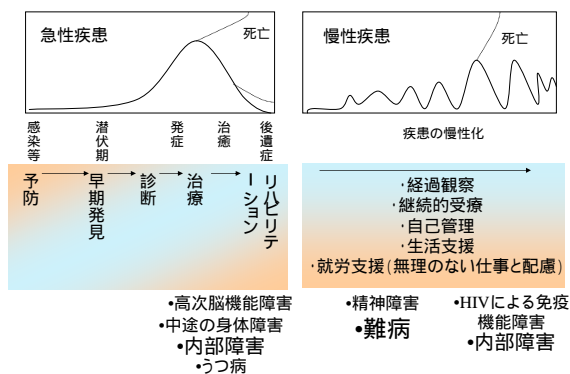 急性疾患
死亡
感染等
潜伏期
発症
治癒
後遺症
予防
早期発見
診断
治療
リハビリテ
ーション
•高次脳機能障害
•中途の身体障害
•内部障害
•うつ病
慢性疾患
死亡
疾患の慢性化
・経過観察
・継続的受療
・自己管理
・生活支援
・就労支援(無理のない仕事と配慮)
•精神障害
•難病
•HIVによる免疫
機能障害
•内部障害